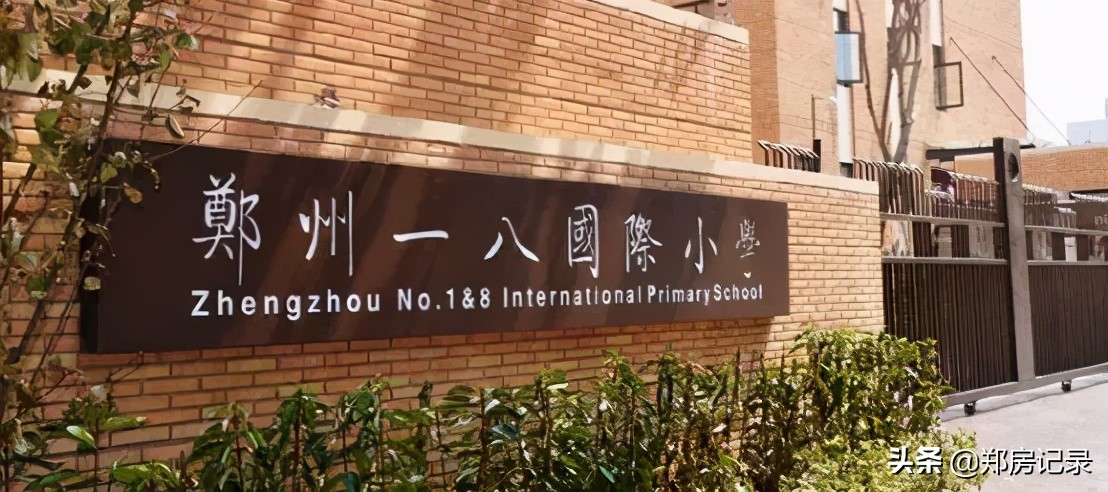 鄭州一八國際小學
Zhengzhou No.1&8 International Primary School
头条 @郑房记录